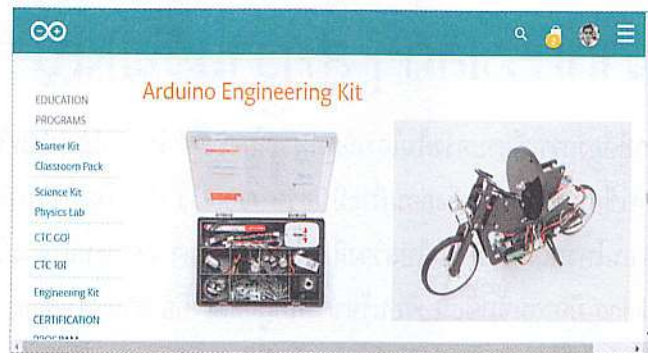 Arduino Engineering Kit
EDUCATION
PROGRAMS
Starter Kit
Classroom Pack
Science Kit
Physics Lab
CTC GO!
CTC 101
Engineering Kit
CERTIFICATION
PROGRAM